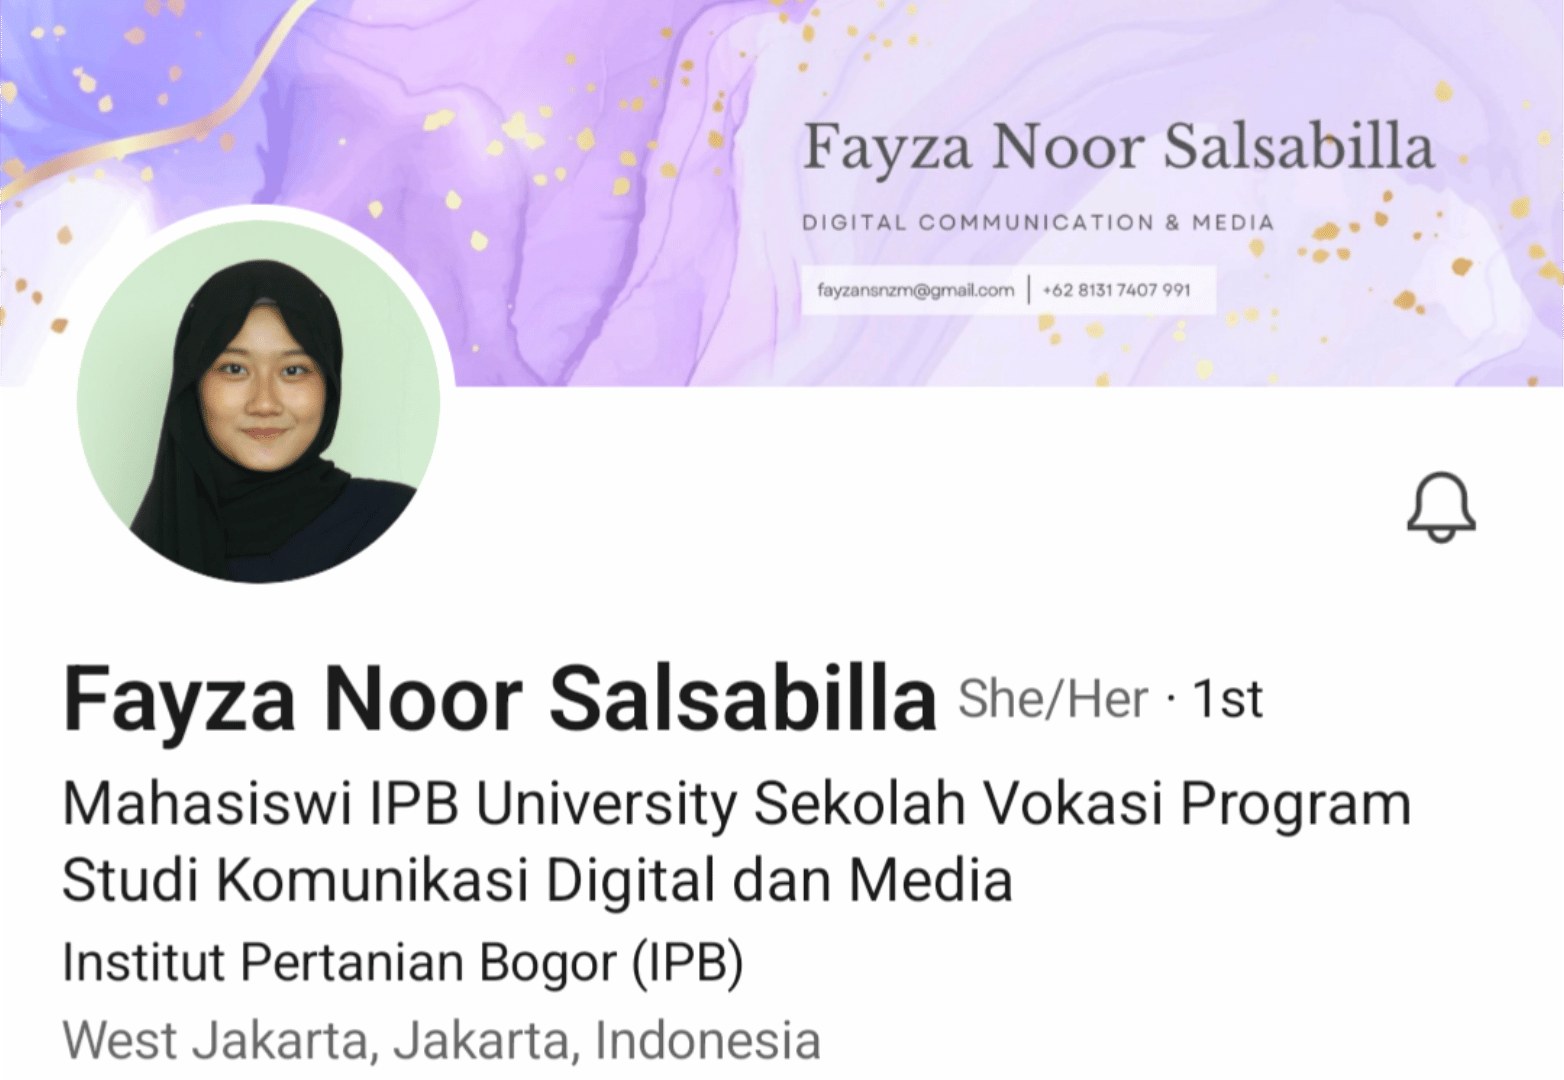 Fayza Noor Salsabilla
DIGITAL COMMUNICATION & MEDIA
fayzansnzm@gmail.com | +62 8131 7407 991
Fayza Noor Salsabilla She/Her · 1st
Mahasiswi IPB University Sekolah Vokasi Program
Studi Komunikasi Digital dan Media
Institut Pertanian Bogor (IPB)
West Jakarta, Jakarta, Indonesia